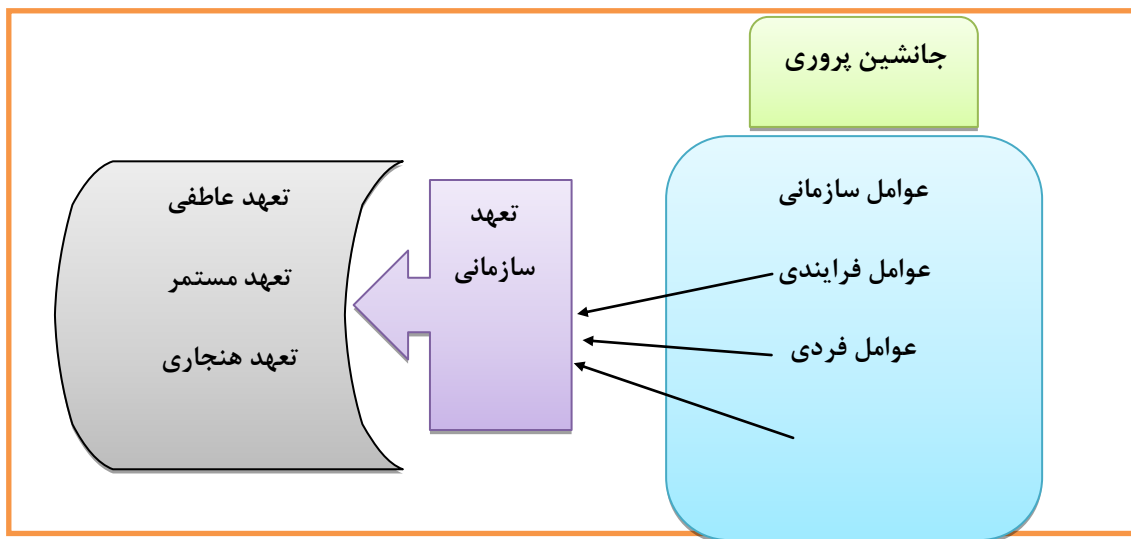 جانشین پروری
عوامل سازمانی
عوامل فرایندی
عوامل فردی
تعهد
سازمانی
تعهد عاطفی
تعهد مستمر
تعهد هنجاری